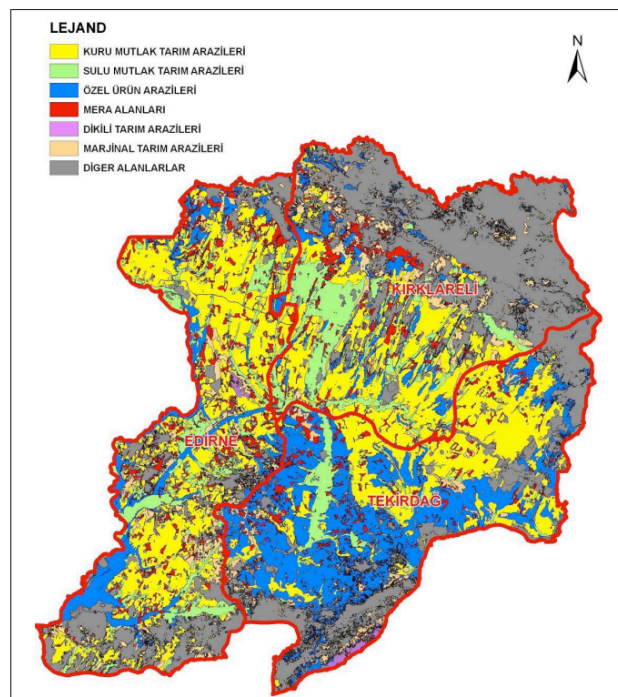 LEJAND
KURU MUTLAK TARIM ARAZİLERİ
SULU MUTLAK TARIM ARAZİLERİ
ÖZEL ÜRÜN ARAZİLERİ
MERA ALANLARI
DİKİLİ TARIM ARAZİLERİ
MARJİNAL TARIM ARAZİLERİ
DİGER ALANLARLAR
N
KIRKLARELİ
EDİRNE
TEKİRDAĞ